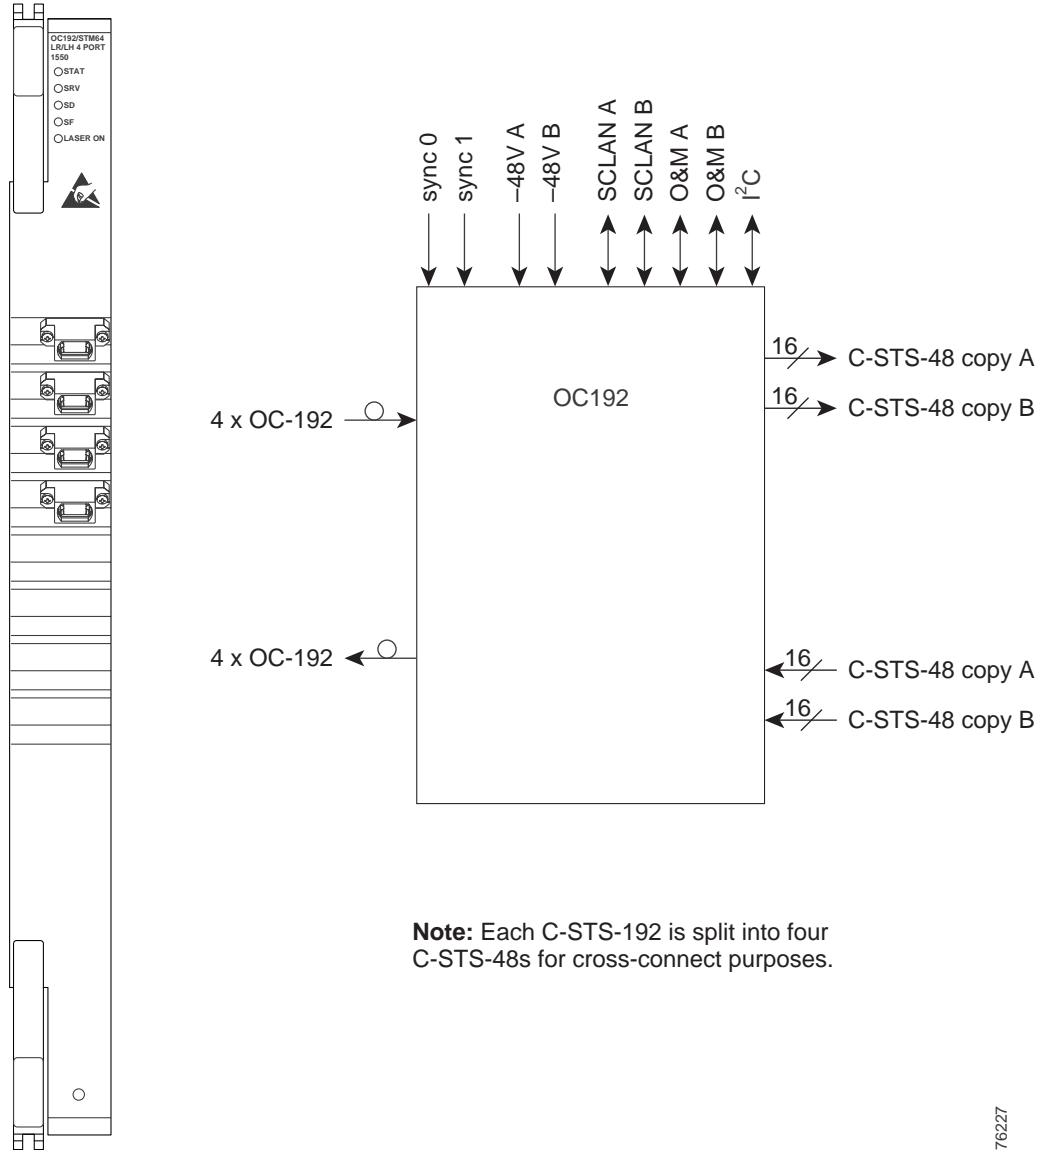 OC192/STM64
LR/LH 4 PORT
1550
STAT
SRV
SD
SF
LASER ON
sync 0
sync 1
–48V A
–48V B
SCLAN A
SCLAN B
O&M A
O&M B
I²C
16
C-STS-48 copy A
16
C-STS-48 copy B
OC192
4 x OC-192
4 x OC-192
16
C-STS-48 copy A
16
C-STS-48 copy B
Note: Each C-STS-192 is split into four
C-STS-48s for cross-connect purposes.
76227